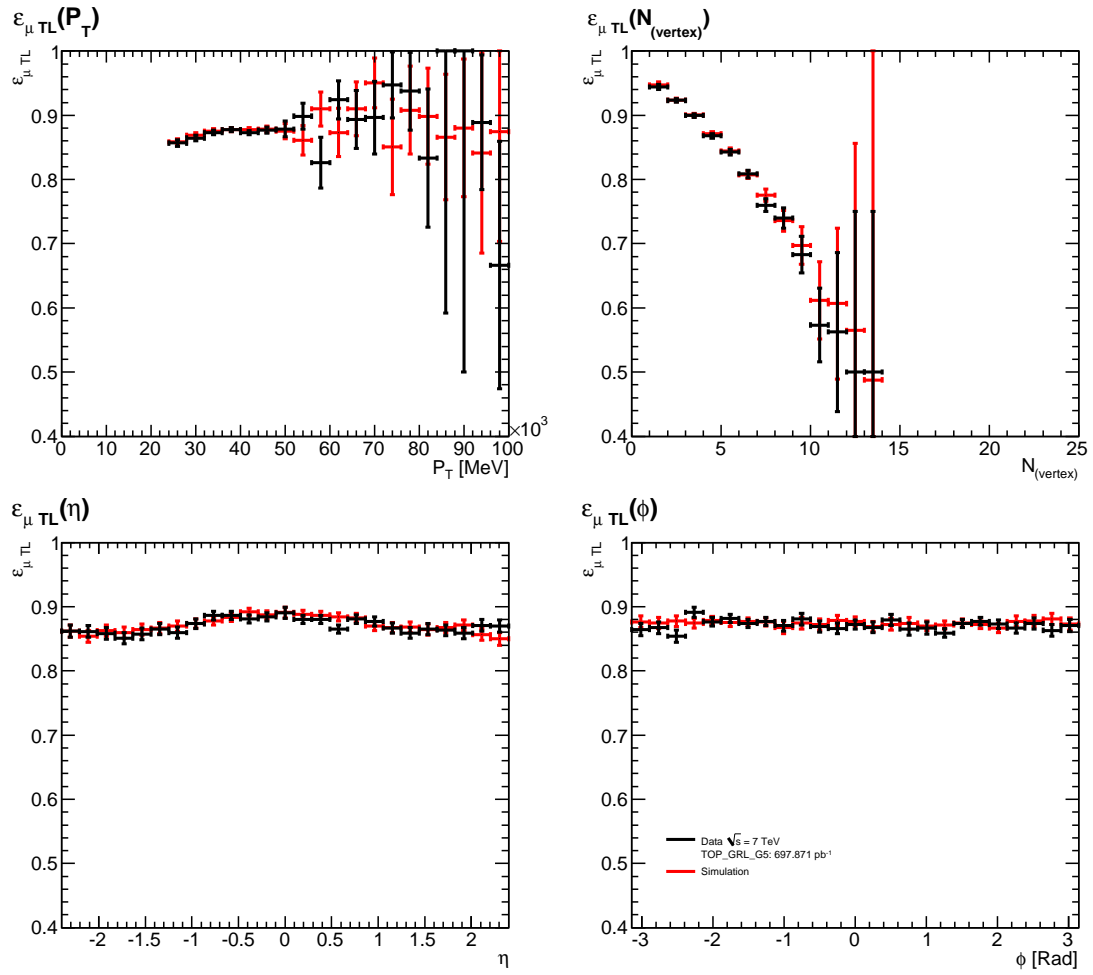 ε_μ TL(P_T)
ε_μ TL
1
0.9
0.8
0.7
0.6
0.5
0.4
0 10 20 30 40 50 60 70 80 90 100
×10³
P_T [MeV]
ε_μ TL(N_(vertex))
ε_μ TL
1
0.9
0.8
0.7
0.6
0.5
0.4
0 5 10 15 20 25
N_(vertex)
ε_μ TL(η)
ε_μ TL
1
0.9
0.8
0.7
0.6
0.5
0.4
-2 -1.5 -1 -0.5 0 0.5 1 1.5 2
η
ε_μ TL(ϕ)
ε_μ TL
1
0.9
0.8
0.7
0.6
0.5
0.4
Data √s = 7 TeV
TOP_GRL_G5: 697.871 pb⁻¹
Simulation
-3 -2 -1 0 1 2 3
ϕ [Rad]